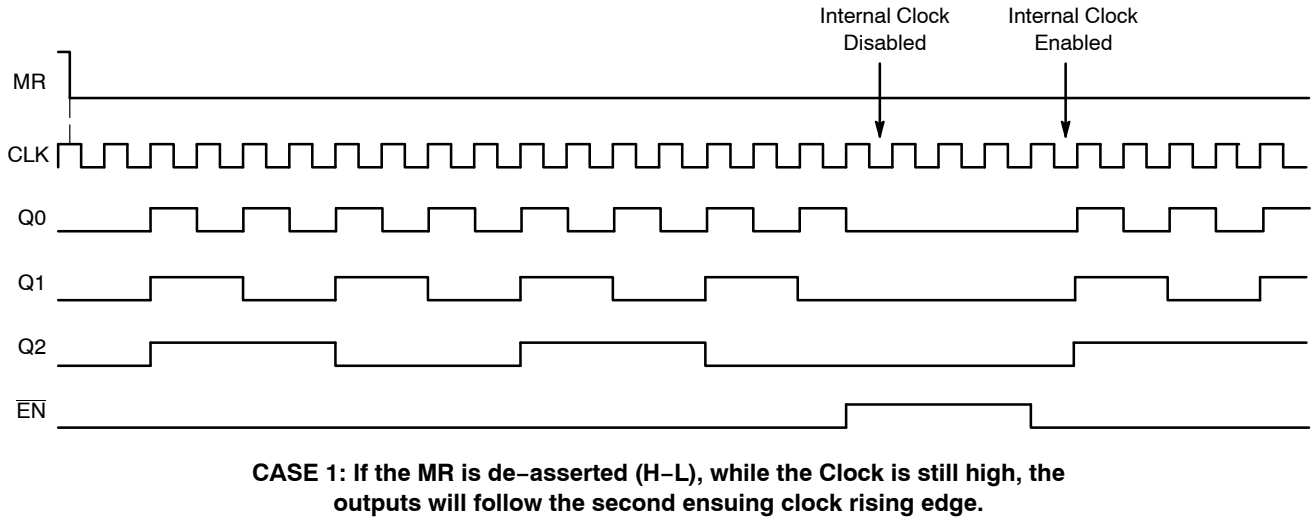 Internal Clock
Disabled
Internal Clock
Enabled
MR
CLK
Q0
Q1
Q2
E̅N̅
CASE 1: If the MR is de−asserted (H−L), while the Clock is still high, the
outputs will follow the second ensuing clock rising edge.